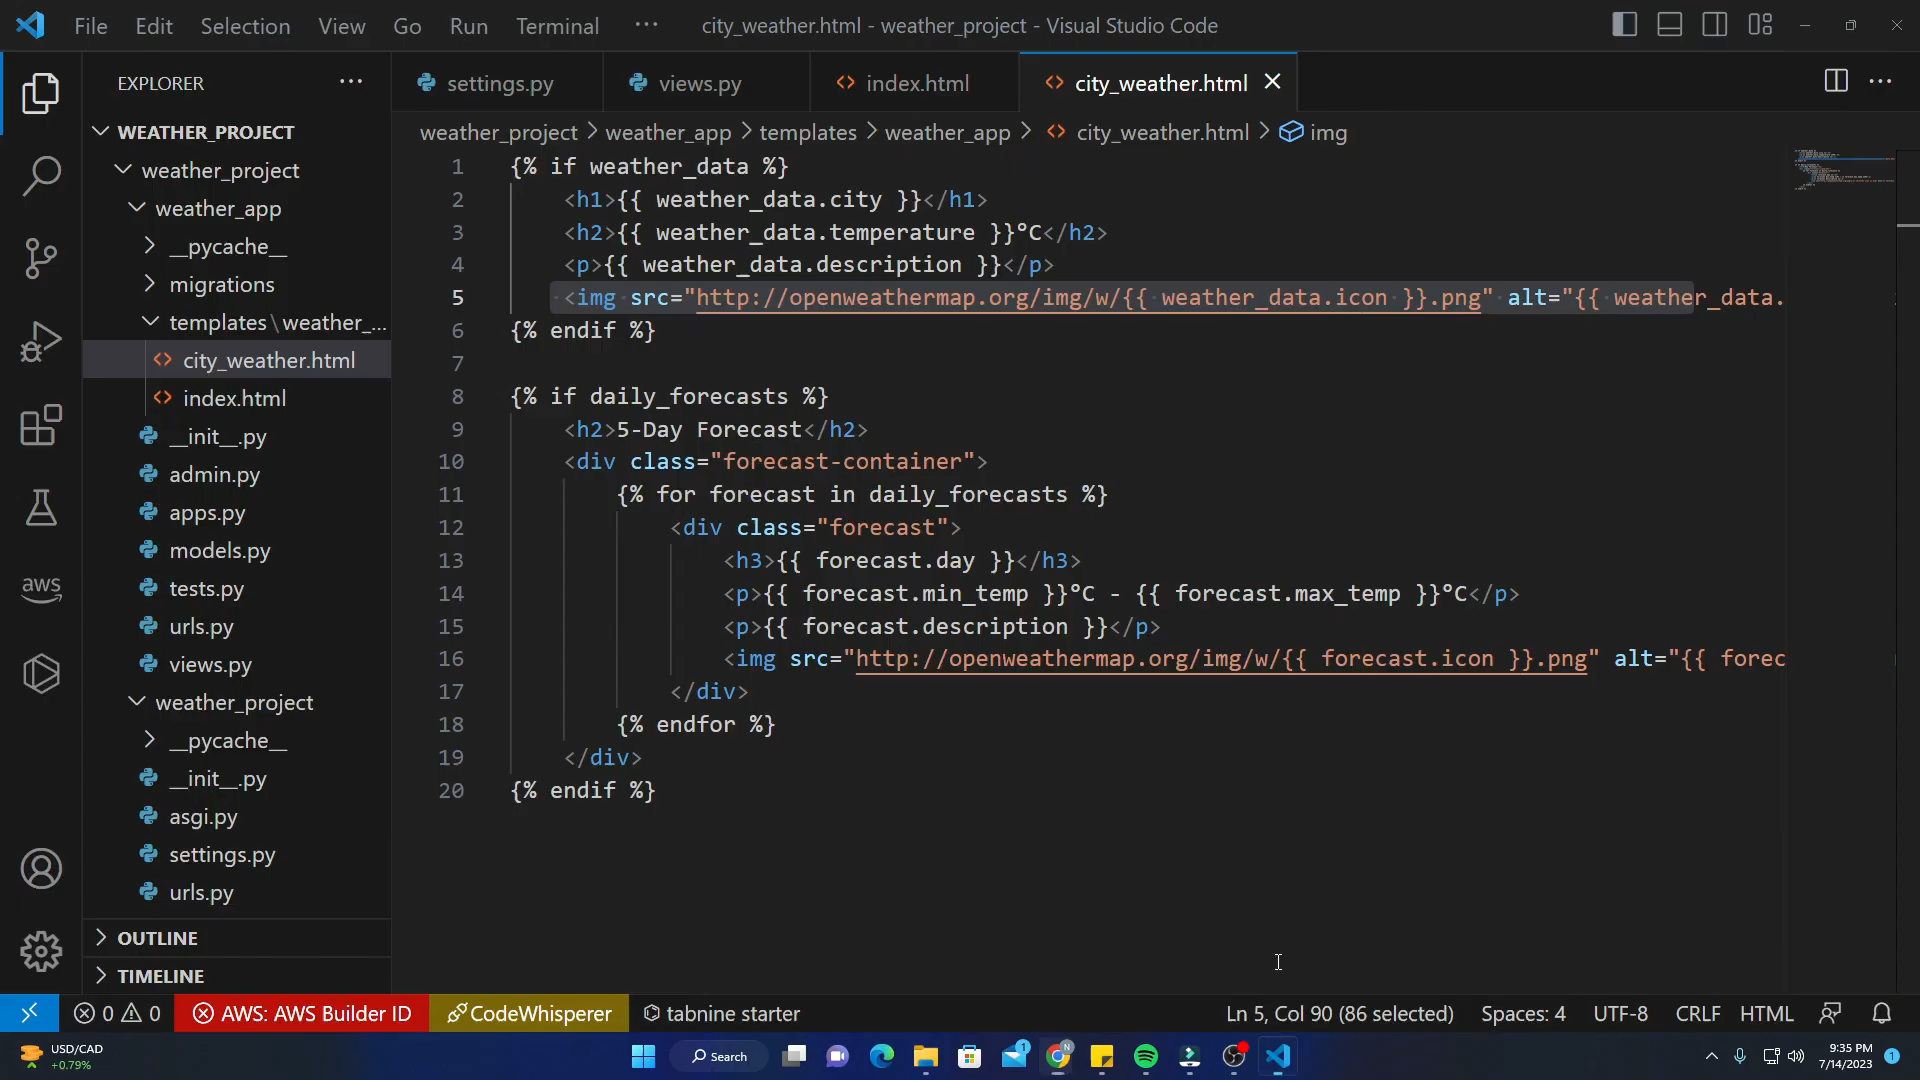 File Edit Selection View Go Run Terminal ··· city_weather.html - weather_project - Visual Studio Code
EXPLORER ···
settings.py views.py index.html city_weather.html
WEATHER_PROJECT
weather_project > weather_app > templates > weather_app > city_weather.html > img
weather_project
weather_app
__pycache__
migrations
templates\weather_...
city_weather.html
index.html
__init__.py
admin.py
apps.py
models.py
tests.py
urls.py
views.py
weather_project
__pycache__
__init__.py
asgi.py
settings.py
urls.py
OUTLINE
TIMELINE
1 {% if weather_data %}
2 <h1>{{ weather_data.city }}</h1>
3 <h2>{{ weather_data.temperature }}°C</h2>
4 <p>{{ weather_data.description }}</p>
5 <img src="http://openweathermap.org/img/w/{{ weather_data.icon }}.png" alt="{{ weather_data.
6 {% endif %}
7
8 {% if daily_forecasts %}
9 <h2>5-Day Forecast</h2>
10 <div class="forecast-container">
11 {% for forecast in daily_forecasts %}
12 <div class="forecast">
13 <h3>{{ forecast.day }}</h3>
14 <p>{{ forecast.min_temp }}°C - {{ forecast.max_temp }}°C</p>
15 <p>{{ forecast.description }}</p>
16 <img src="http://openweathermap.org/img/w/{{ forecast.icon }}.png" alt="{{ forec
17 </div>
18 {% endfor %}
19 </div>
20 {% endif %}
aws
0 0 AWS: AWS Builder ID CodeWhisperer tabnine starter Ln 5, Col 90 (86 selected) Spaces: 4 UTF-8 CRLF HTML
USD/CAD
+0.79%
Search
1
N
9:35 PM
7/14/2023
1